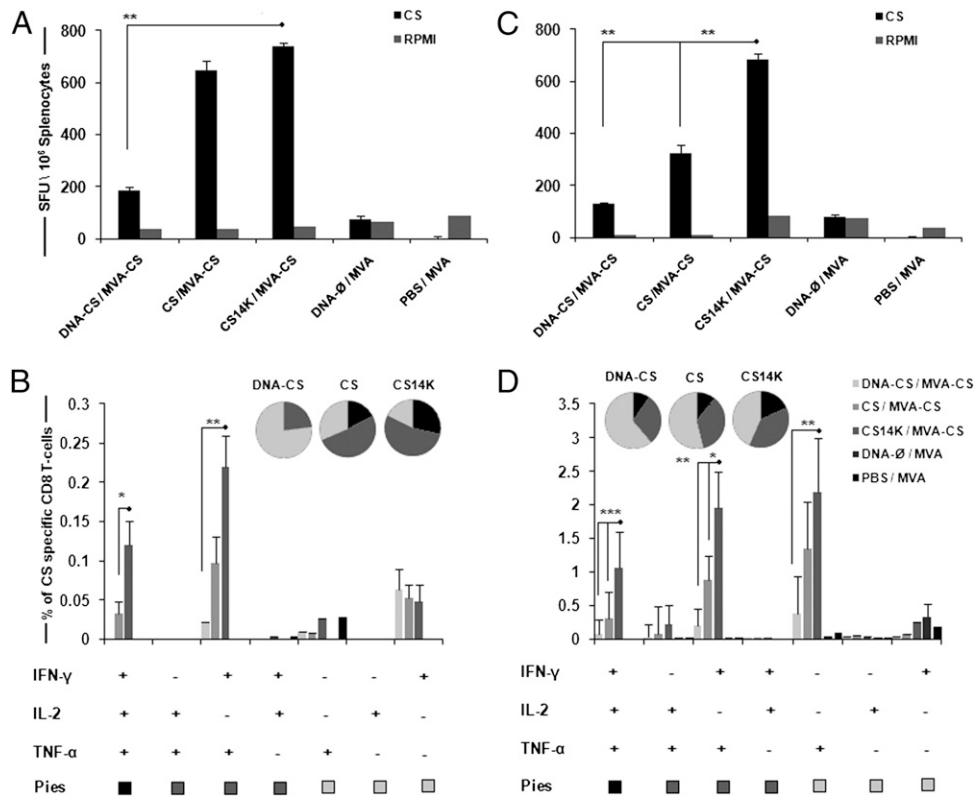 A
** 
CS
RPMI
800
600
400
200
0
SFU \ 10⁶ Splenocytes
DNA-CS / MVA-CS
CS /MVA-CS
CS14K / MVA-CS
DNA-Ø / MVA
PBS / MVA
C
** **
CS
RPMI
800
600
400
200
0
DNA-CS / MVA-CS
CS / MVA-CS
CS14K / MVA-CS
DNA-Ø / MVA
PBS / MVA
B
DNA-CS CS CS14K
0.3
0.25
0.2
0.15
0.1
0.05
0
% of CS specific CD8 T-cells
* **
IFN-γ + - + + - - +
IL-2 + + - + - + -
TNF-α + + + - + - -
Pies
D
DNA-CS CS CS14K
DNA-CS / MVA-CS
CS / MVA-CS
CS14K / MVA-CS
DNA-Ø / MVA
PBS / MVA
3.5
3
2.5
2
1.5
1
0.5
0
*** ** * **
IFN-γ + - + + - - +
IL-2 + + - + - + -
TNF-α + + + - + - -
Pies